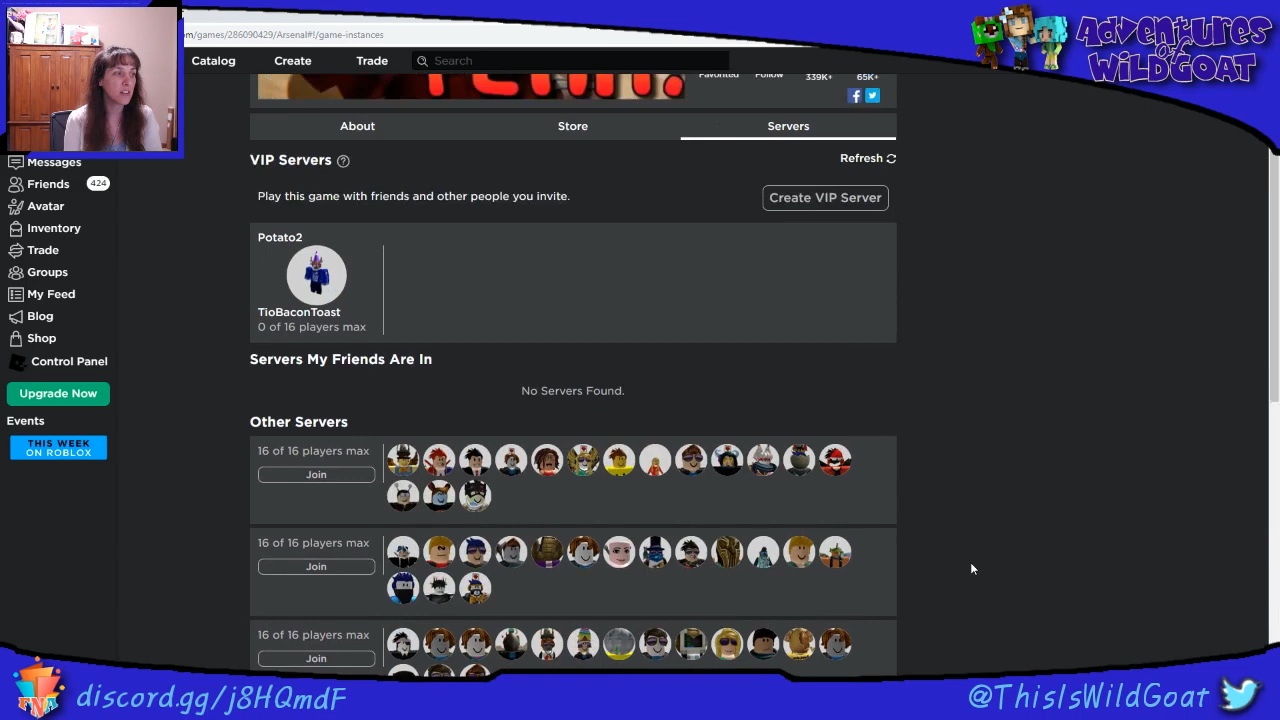 om/games/286090429/Arsenal#!/game-instances
Adventures
of
WildGoat
Catalog
Create
Trade
Search
Favorited
Follow
339K+
65K+
About
Store
Servers
Messages
Friends
424
Avatar
Inventory
Trade
Groups
My Feed
Blog
Shop
Control Panel
Upgrade Now
Events
THIS WEEK
ON ROBLOX
VIP Servers
Refresh
Play this game with friends and other people you invite.
Create VIP Server
Potato2
TioBaconToast
0 of 16 players max
Servers My Friends Are In
No Servers Found.
Other Servers
16 of 16 players max
Join
16 of 16 players max
Join
16 of 16 players max
Join
FNA
discord.gg/j8HQmdF
@ThisIsWildGoat